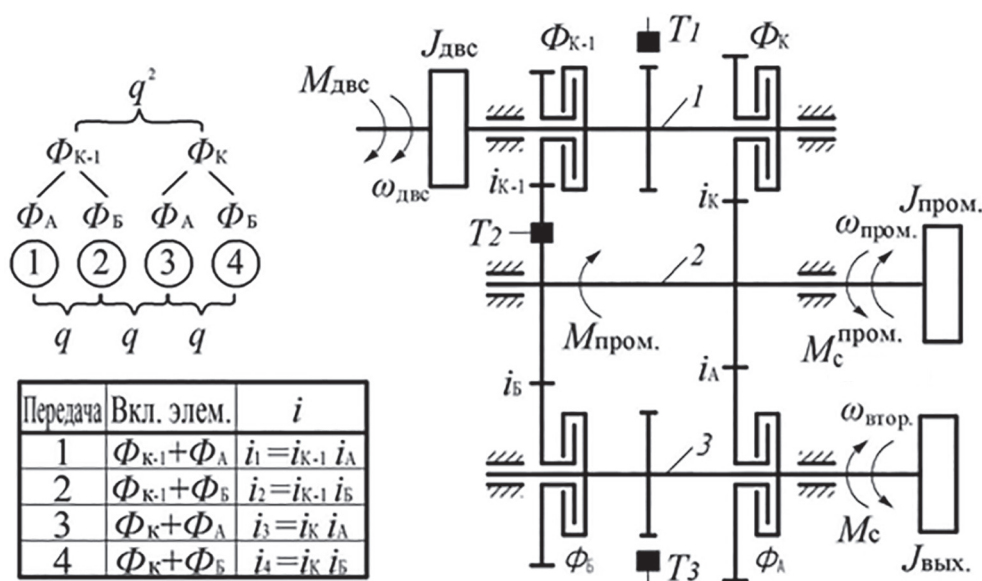 q²
Φк-1 Φк
ΦА ΦБ ΦА ΦБ
1 2 3 4
q q q
Передача Вкл. элем. i
1 Φк-1+ΦА i₁=iк-1 iА
2 Φк-1+ΦБ i₂=iк-1 iБ
3 Φк+ΦА i₃=iк iА
4 Φк+ΦБ i₄=iк iБ
Mдвс
Jдвс
ωдвс
Φк-1
T1
Φк
1
iк-1
iк
T2
2
Mпром.
ωпром.
Jпром.
Mспром.
iБ
iА
3
ωвтор.
Mс
Jвых.
ΦБ
T3
ΦА